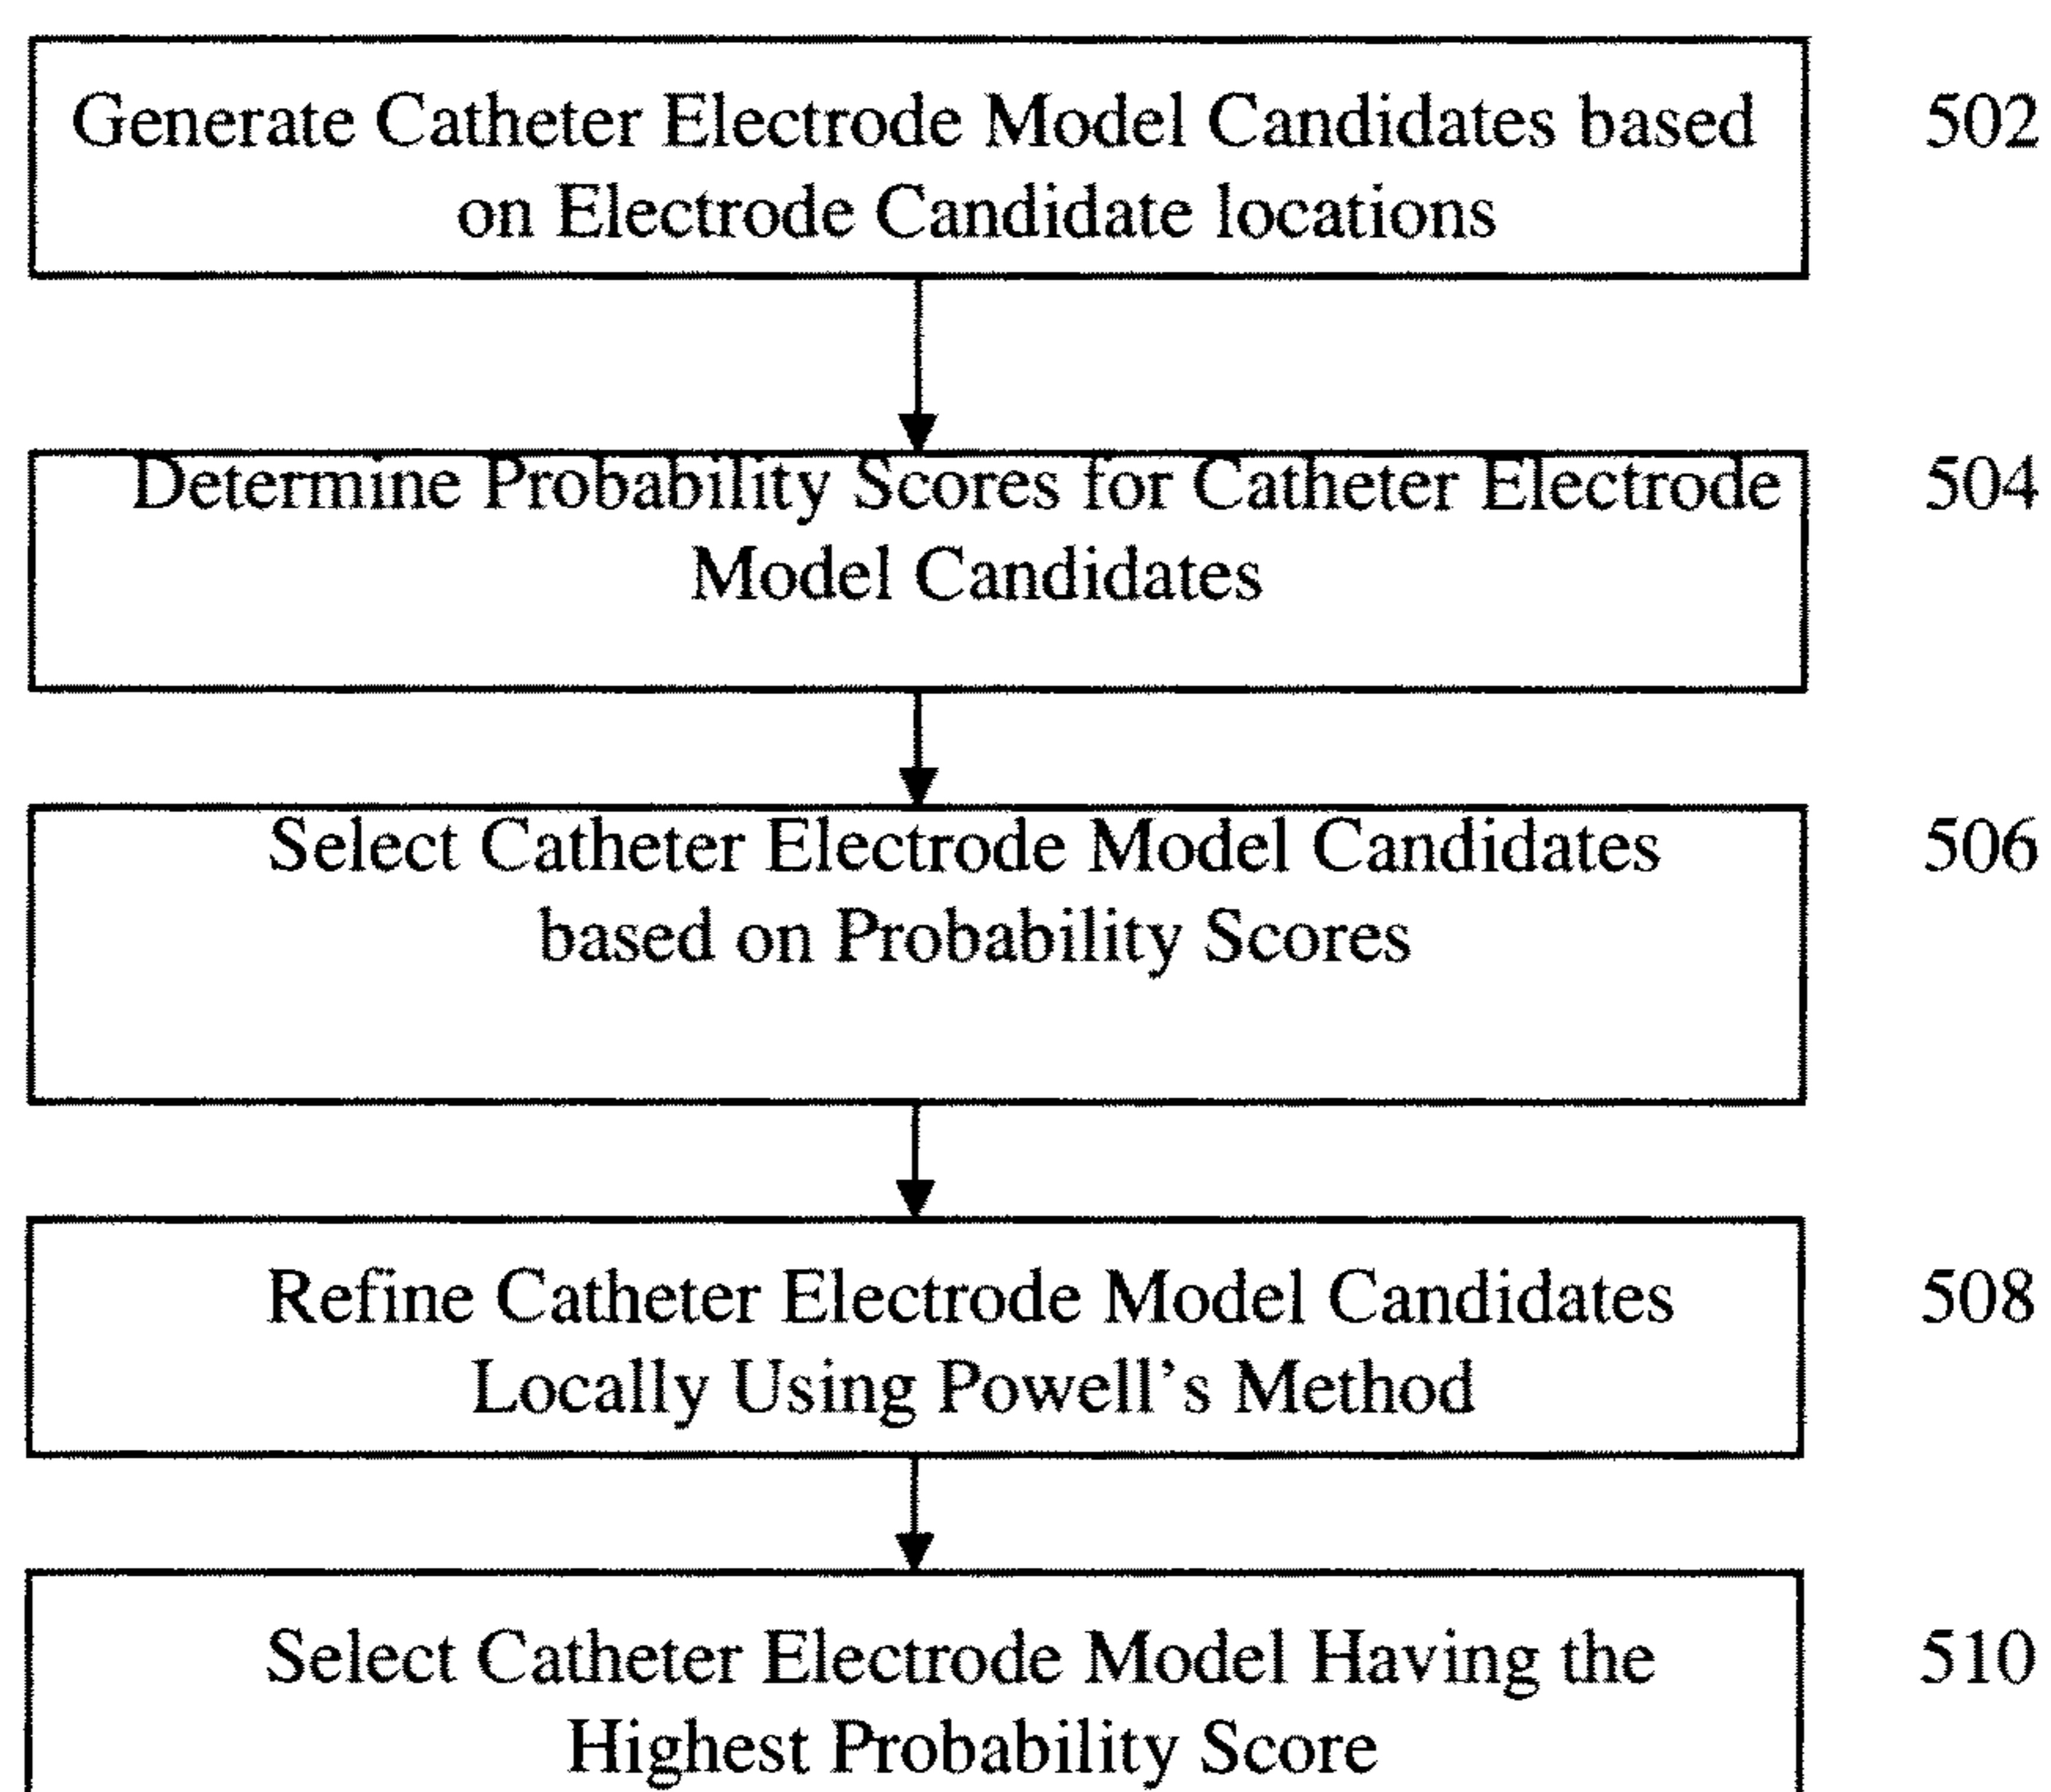 Generate Catheter Electrode Model Candidates based 502
on Electrode Candidate locations
Determine Probability Scores for Catheter Electrode 504
Model Candidates
Select Catheter Electrode Model Candidates 506
based on Probability Scores
Refine Catheter Electrode Model Candidates 508
Locally Using Powell's Method
Select Catheter Electrode Model Having the 510
Highest Probability Score